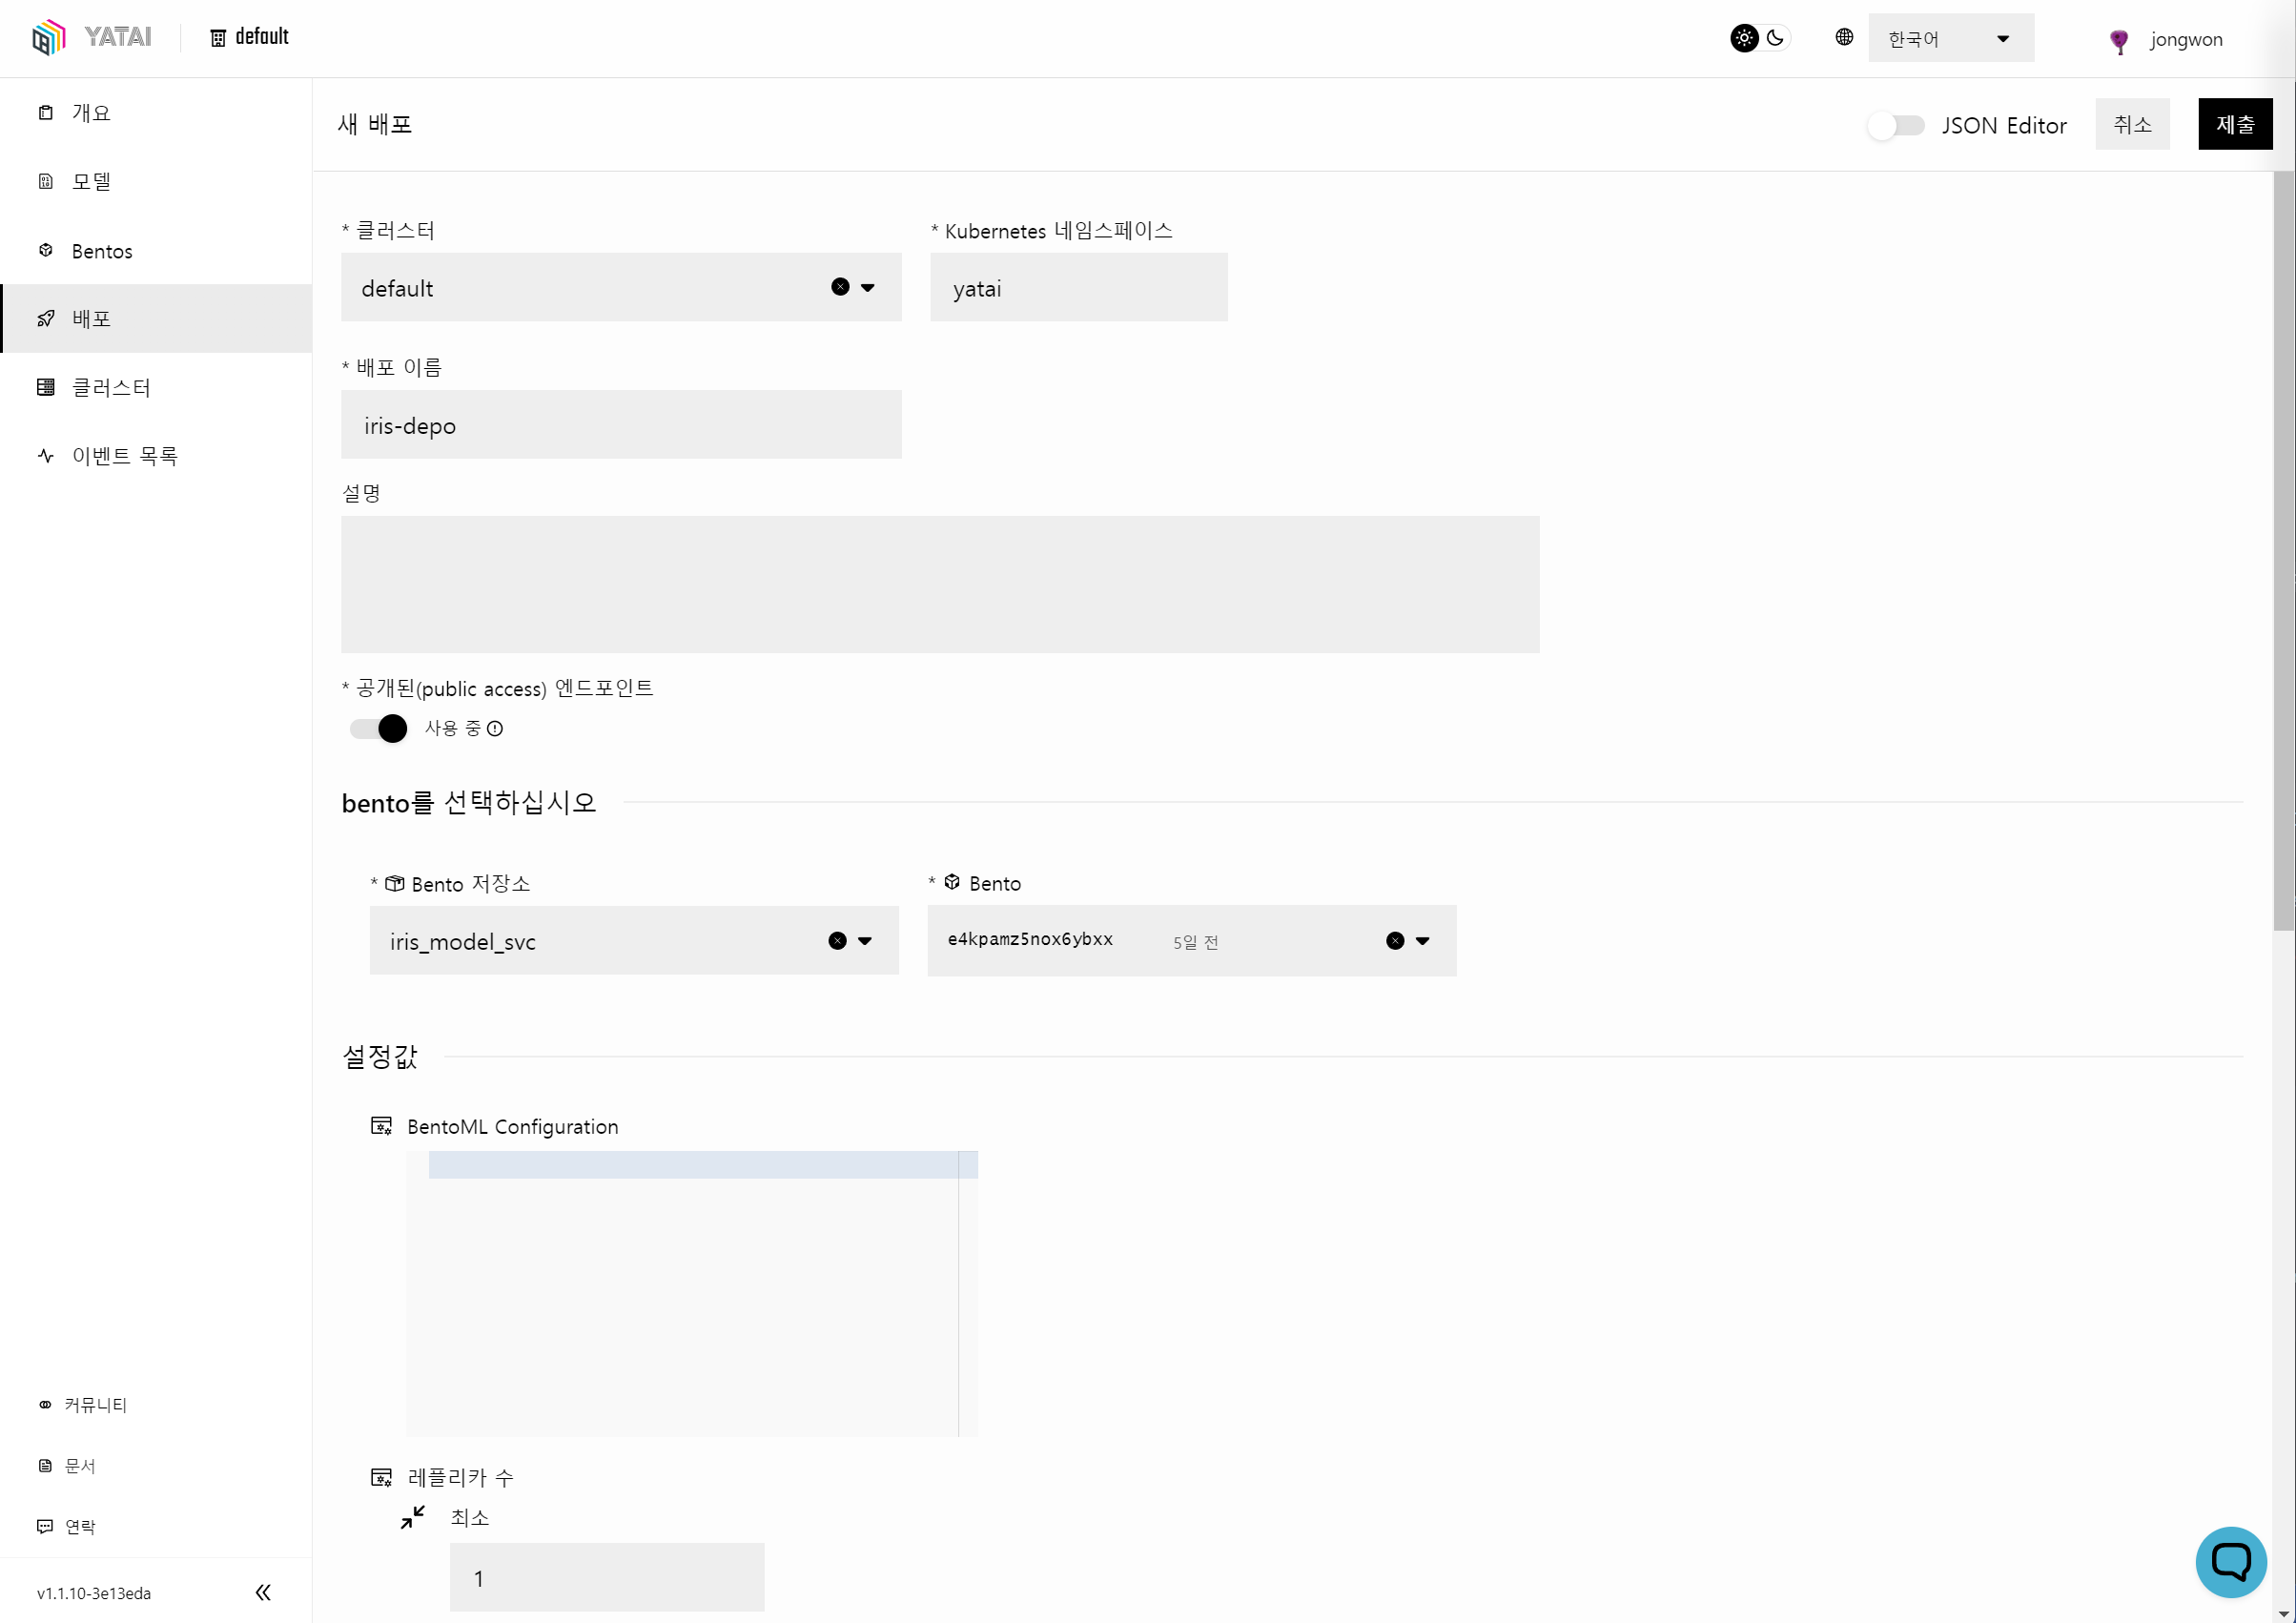 YATAI
default
한국어
jongwon
개요
모델
Bentos
배포
클러스터
이벤트 목록
커뮤니티
문서
연락
v1.1.10-3e13eda
새 배포
JSON Editor
취소
제출
* 클러스터
* Kubernetes 네임스페이스
default
yatai
* 배포 이름
iris-depo
설명
* 공개된(public access) 엔드포인트
사용 중
bento를 선택하십시오
* Bento 저장소
* Bento
iris_model_svc
e4kpamz5nox6ybxx 5일 전
설정값
BentoML Configuration
레플리카 수
최소
1